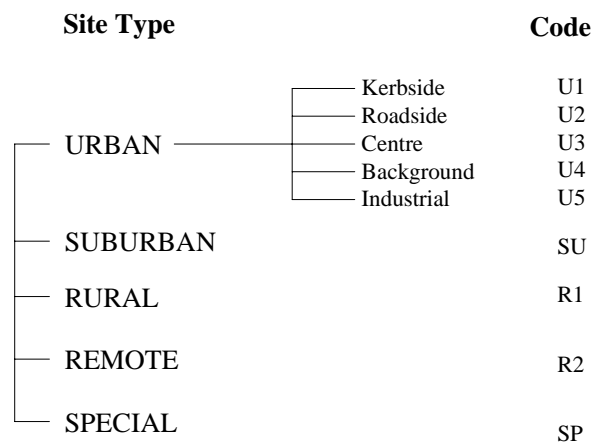 Site Type Code
Kerbside U1
Roadside U2
URBAN Centre U3
Background U4
Industrial U5
SUBURBAN SU
RURAL R1
REMOTE R2
SPECIAL SP